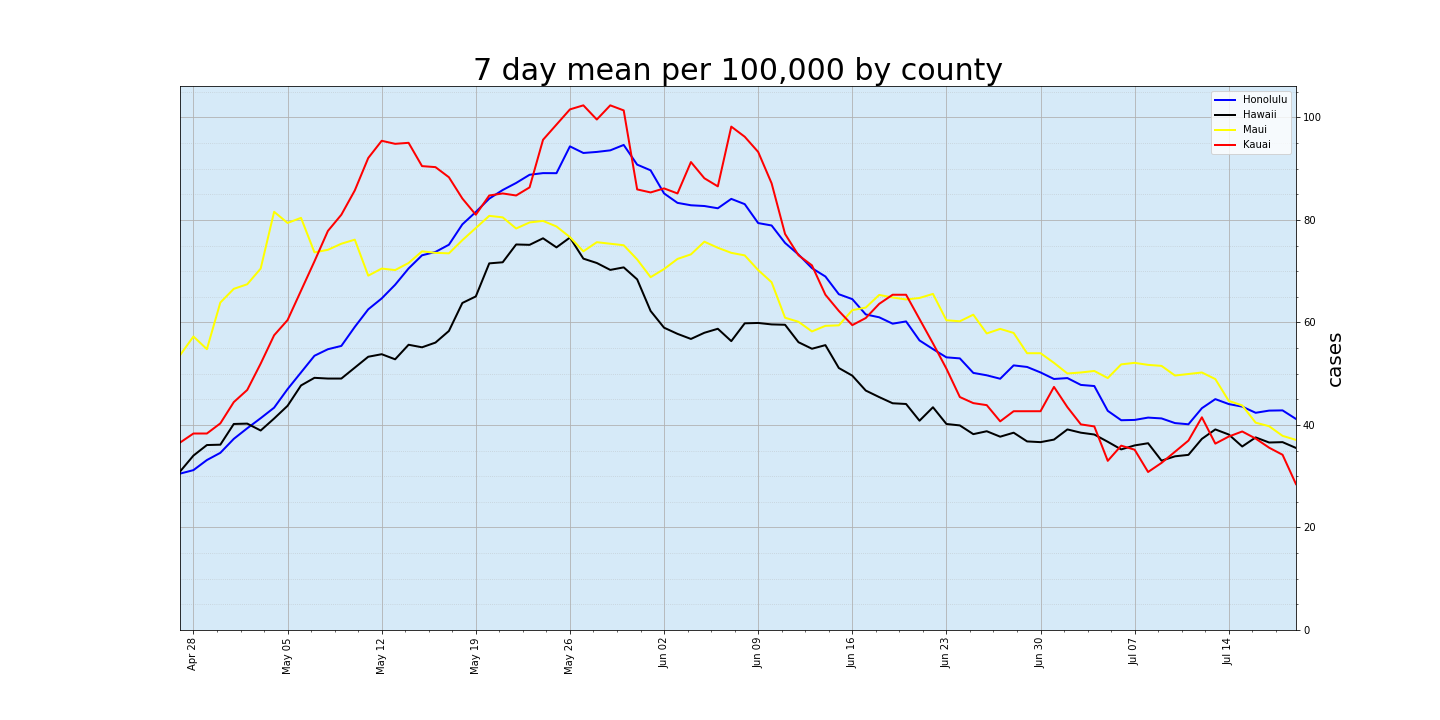 7 day mean per 100,000 by county
Honolulu
Hawaii
Maui
Kauai
100
80
60
40
20
0
cases
Apr 28
May 05
May 12
May 19
May 26
Jun 02
Jun 09
Jun 16
Jun 23
Jun 30
Jul 07
Jul 14